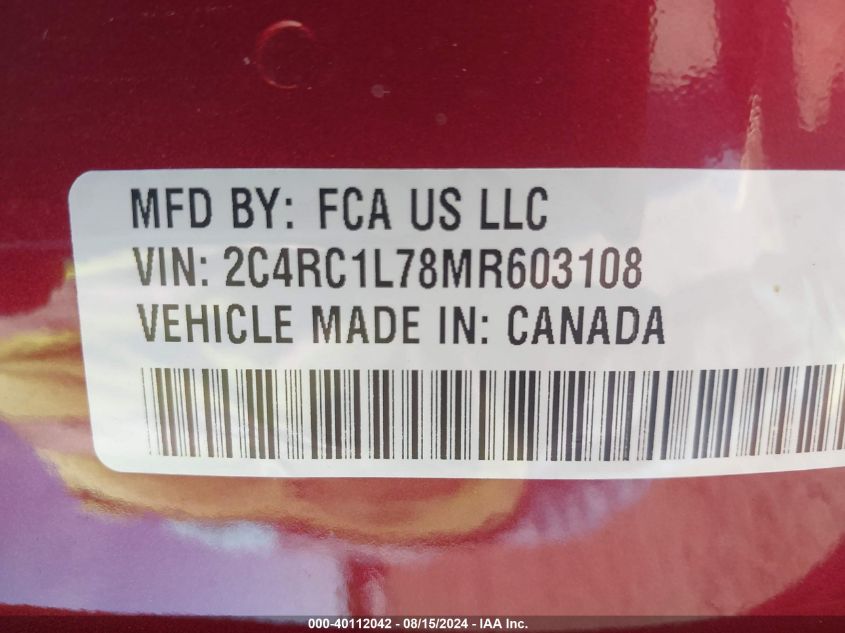 MFD BY: FCA US LLC
VIN: 2C4RC1L78MR603108
VEHICLE MADE IN: CANADA
000-40112042 - 08/15/2024 - IAA Inc.